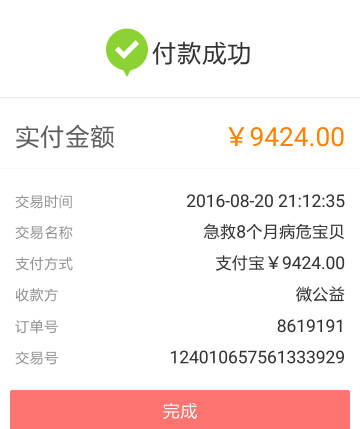 付款成功
实付金额 ￥9424.00
交易时间 2016-08-20 21:12:35
交易名称 急救8个月病危宝贝
支付方式 支付宝￥9424.00
收款方 微公益
订单号 8619191
交易号 124010657561333929
完成